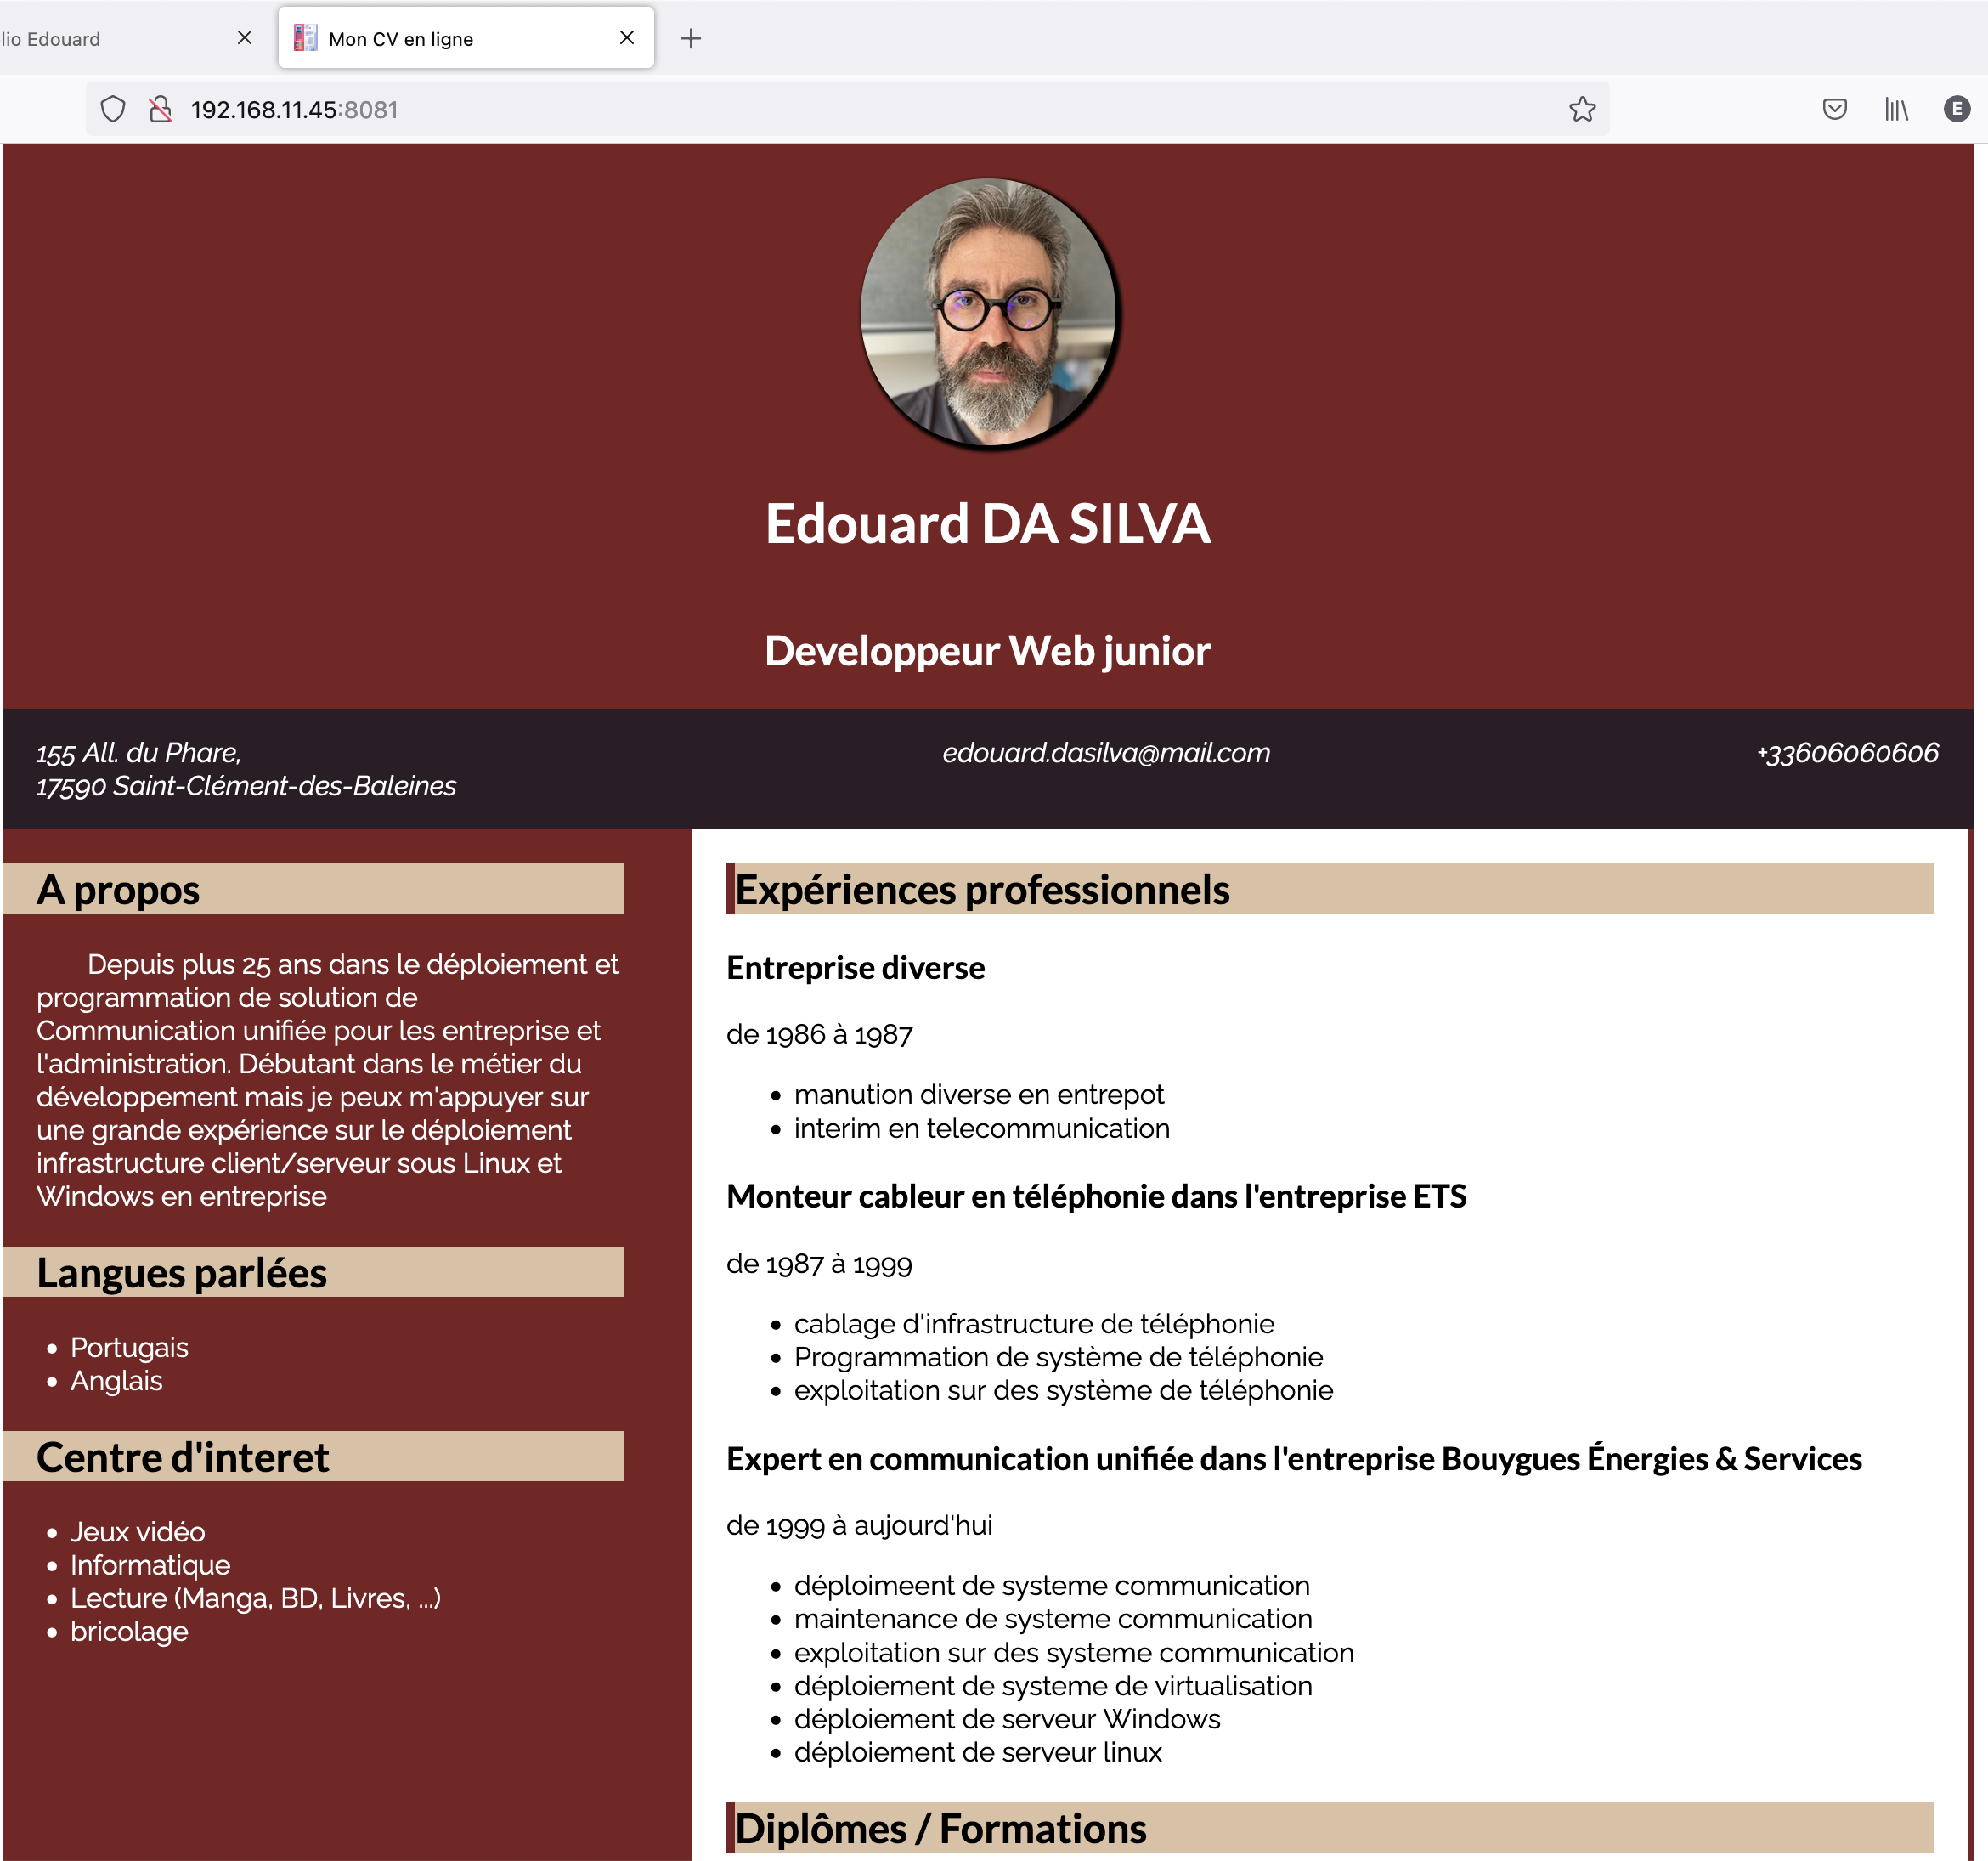 lio Edouard
Mon CV en ligne
192.168.11.45:8081
E
Edouard DA SILVA
Developpeur Web junior
155 All. du Phare,
17590 Saint-Clément-des-Baleines
edouard.dasilva@mail.com
+33606060606
A propos
Depuis plus 25 ans dans le déploiement et
programmation de solution de
Communication unifiée pour les entreprise et
l'administration. Débutant dans le métier du
développement mais je peux m'appuyer sur
une grande expérience sur le déploiement
infrastructure client/serveur sous Linux et
Windows en entreprise
Langues parlées
Portugais
Anglais
Centre d'interet
Jeux vidéo
Informatique
Lecture (Manga, BD, Livres, ...)
bricolage
Expériences professionnels
Entreprise diverse
de 1986 à 1987
manution diverse en entrepot
interim en telecommunication
Monteur cableur en téléphonie dans l'entreprise ETS
de 1987 à 1999
cablage d'infrastructure de téléphonie
Programmation de système de téléphonie
exploitation sur des système de téléphonie
Expert en communication unifiée dans l'entreprise Bouygues Énergies & Services
de 1999 à aujourd'hui
déploimeent de systeme communication
maintenance de systeme communication
exploitation sur des systeme communication
déploiement de systeme de virtualisation
déploiement de serveur Windows
déploiement de serveur linux
Diplômes / Formations